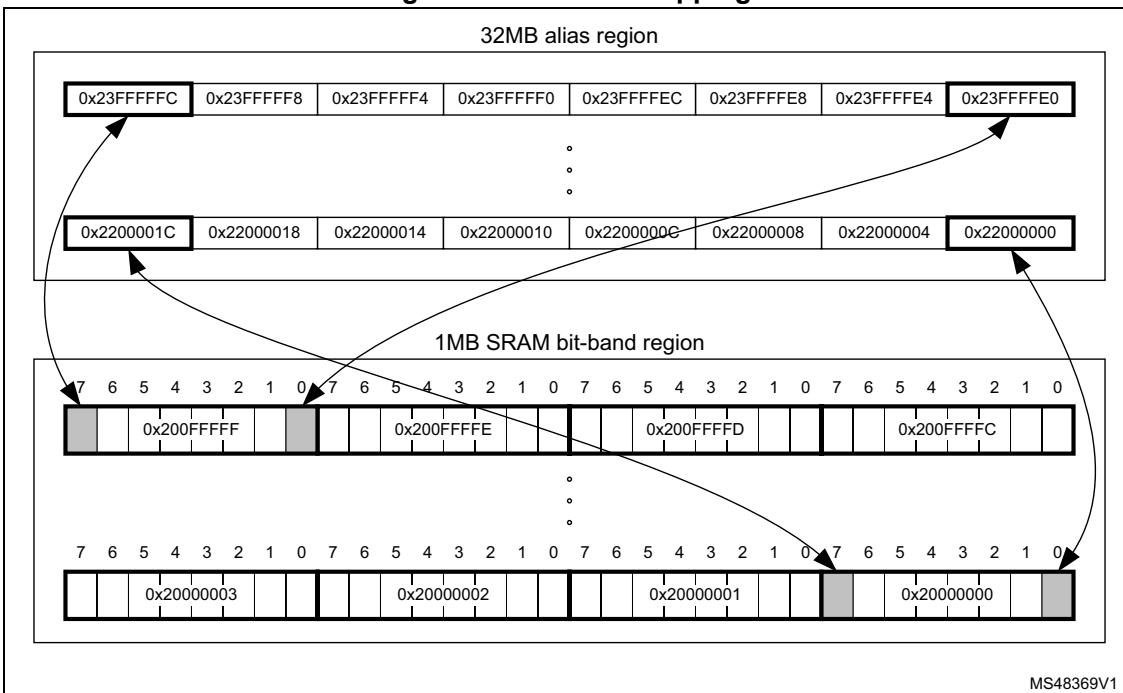 32MB alias region
0x23FFFFFC 0x23FFFFF8 0x23FFFFF4 0x23FFFFF0 0x23FFFFEC 0x23FFFFE8 0x23FFFFE4 0x23FFFFE0
0x2200001C 0x22000018 0x22000014 0x22000010 0x2200000C 0x22000008 0x22000004 0x22000000
1MB SRAM bit-band region
7 6 5 4 3 2 1 0 7 6 5 4 3 2 1 0 7 6 5 4 3 2 1 0 7 6 5 4 3 2 1 0
0x200FFFFF 0x200FFFFE 0x200FFFFD 0x200FFFFC
7 6 5 4 3 2 1 0 7 6 5 4 3 2 1 0 7 6 5 4 3 2 1 0 7 6 5 4 3 2 1 0
0x20000003 0x20000002 0x20000001 0x20000000
MS48369V1